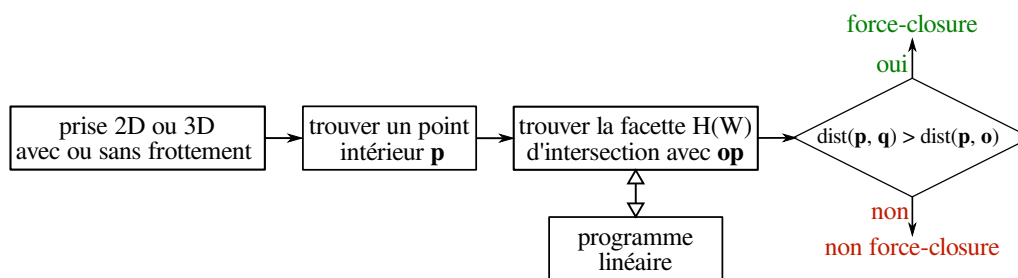 prise 2D ou 3D
avec ou sans frottement
trouver un point
intérieur p
trouver la facette H(W)
d'intersection avec op
programme
linéaire
force-closure
oui
dist(p, q) > dist(p, o)
non
non force-closure